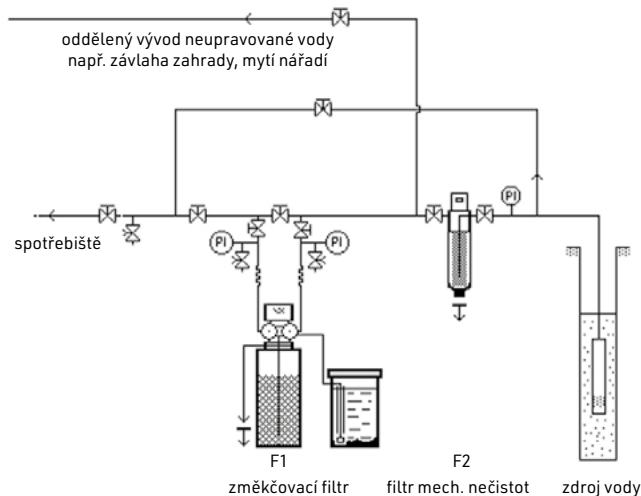 oddělený vývod neupravované vody
např. závlaha zahrady, mytí nářadí
PI
spotřebiště
PI
PI
F1
F2
změkčovací filtr
filtr mech. nečistot
zdroj vody